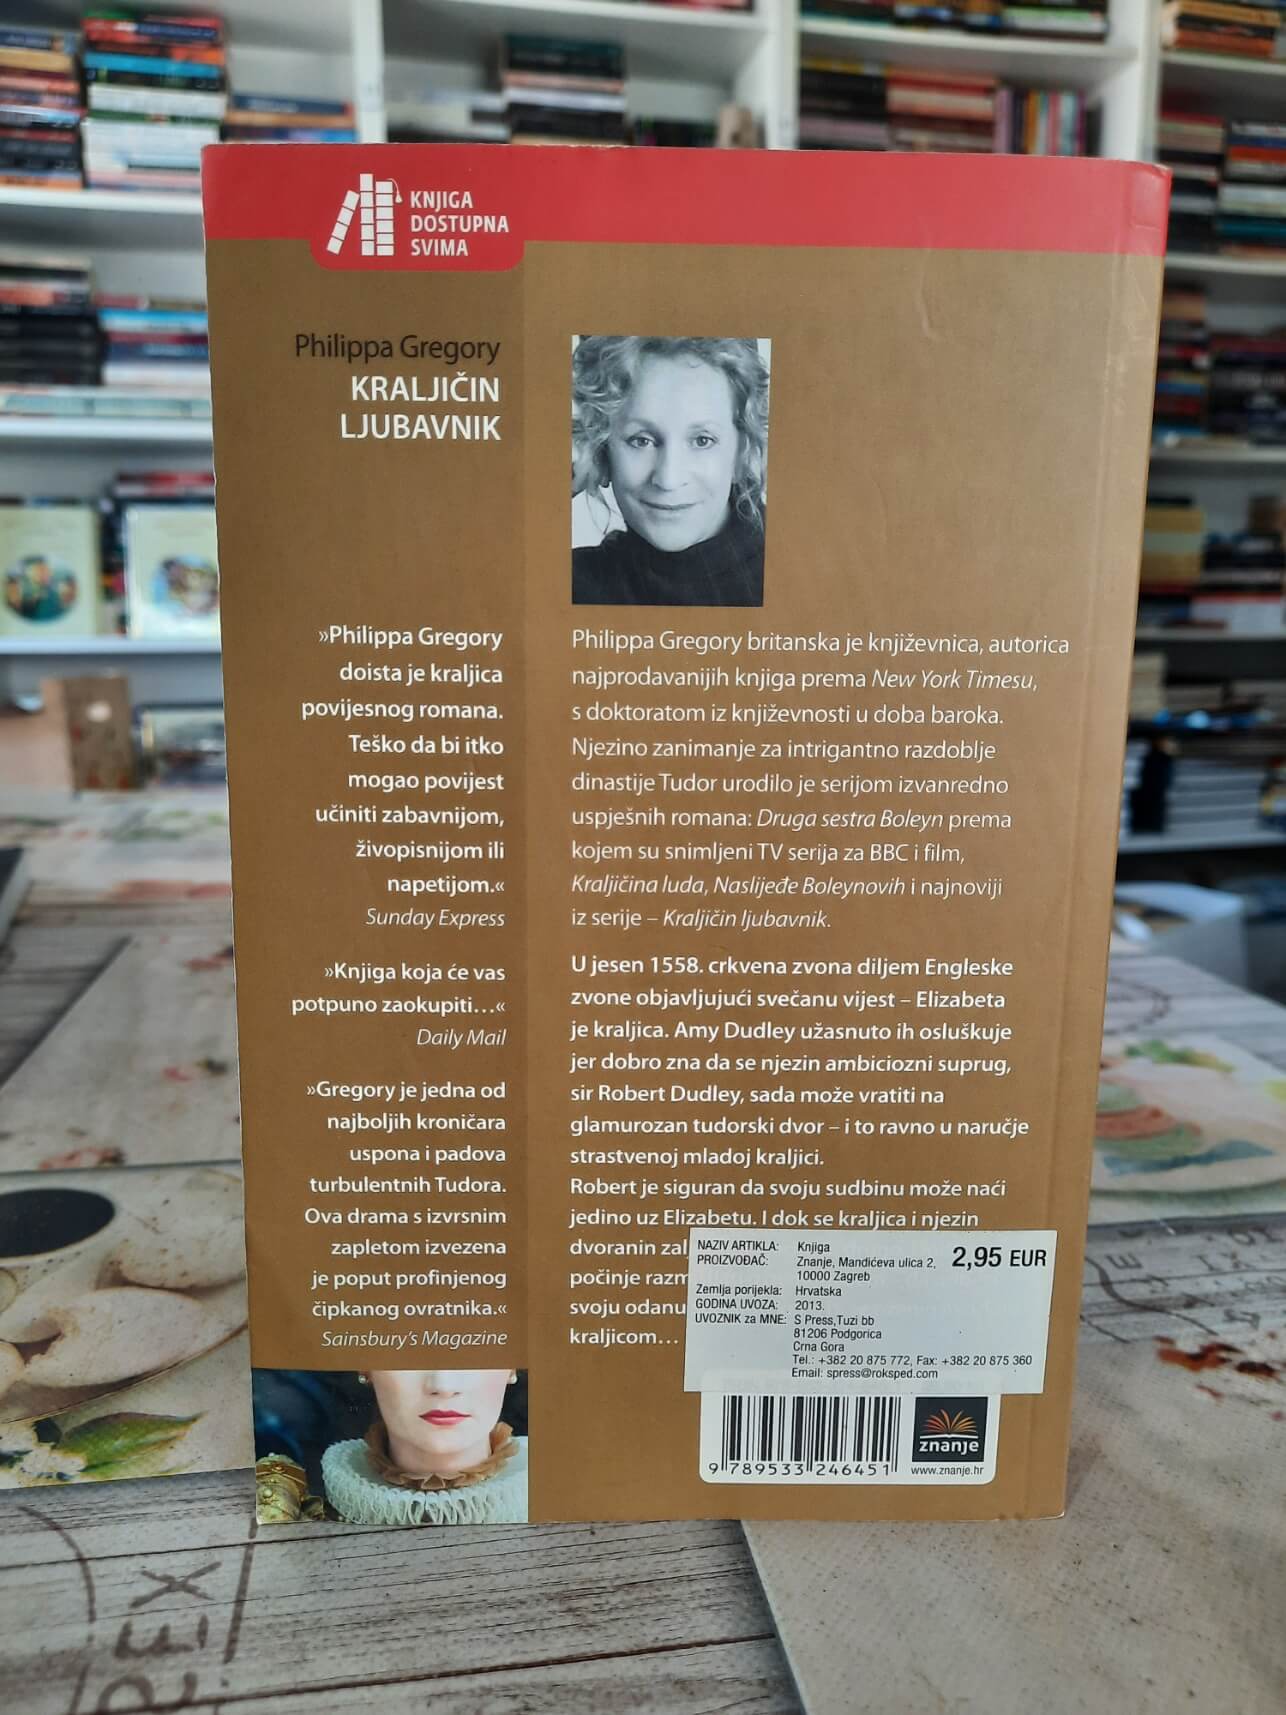 KNJIGA
DOSTUPNA
SVIMA
Philippa Gregory
KRALJIČIN
LJUBAVNIK
»Philippa Gregory
doista je kraljica
povijesnog romana.
Teško da bi itko
mogao povijest
učiniti zabavnijom,
živopisnijom ili
napetijom.«
Sunday Express
»Knjiga koja će vas
potpuno zaokupiti...«
Daily Mail
»Gregory je jedna od
najboljih kroničara
uspona i padova
turbulentnih Tudora.
Ova drama s izvrsnim
zapletom izvezena
je poput profinjenog
čipkanog ovratnika.«
Sainsbury's Magazine
Philippa Gregory britanska je književnica, autorica
najprodavanijih knjiga prema New York Timesu,
s doktoratom iz književnosti u doba baroka.
Njezino zanimanje za intrigantno razdoblje
dinastije Tudor urodilo je serijom izvanredno
uspješnih romana: Druga sestra Boleyn prema
kojem su snimljeni TV serija za BBC i film,
Kraljičina luda, Naslijeđe Boleynovih i najnoviji
iz serije – Kraljičin ljubavnik.
U jesen 1558. crkvena zvona diljem Engleske
zvone objavljujući svečanu vijest – Elizabeta
je kraljica. Amy Dudley užasnuto ih osluškuje
jer dobro zna da se njezin ambiciozni suprug,
sir Robert Dudley, sada može vratiti na
glamurozan tudorski dvor – i to ravno u naručje
strastvenoj mladoj kraljici.
Robert je siguran da svoju sudbinu može naći
jedino uz Elizabetu. I dok se kraljica i njezin
dvoranin zal
počinje razm
svoju odanu
kraljicom...
NAZIV ARTIKLA: Knjiga
2,95 EUR
PROIZVOĐAČ: Znanje, Mandićeva ulica 2,
10000 Zagreb
Zemlja porijekla: Hrvatska
GODINA UVOZA: 2013.
UVOZNIK za MNE: S Press,Tuzi bb
81206 Podgorica
Crna Gora
Tel.: +382 20 875 772, Fax: +382 20 875 360
Email: spress@roksped.com
9 789533 246451
znanje
www.znanje.hr
REX